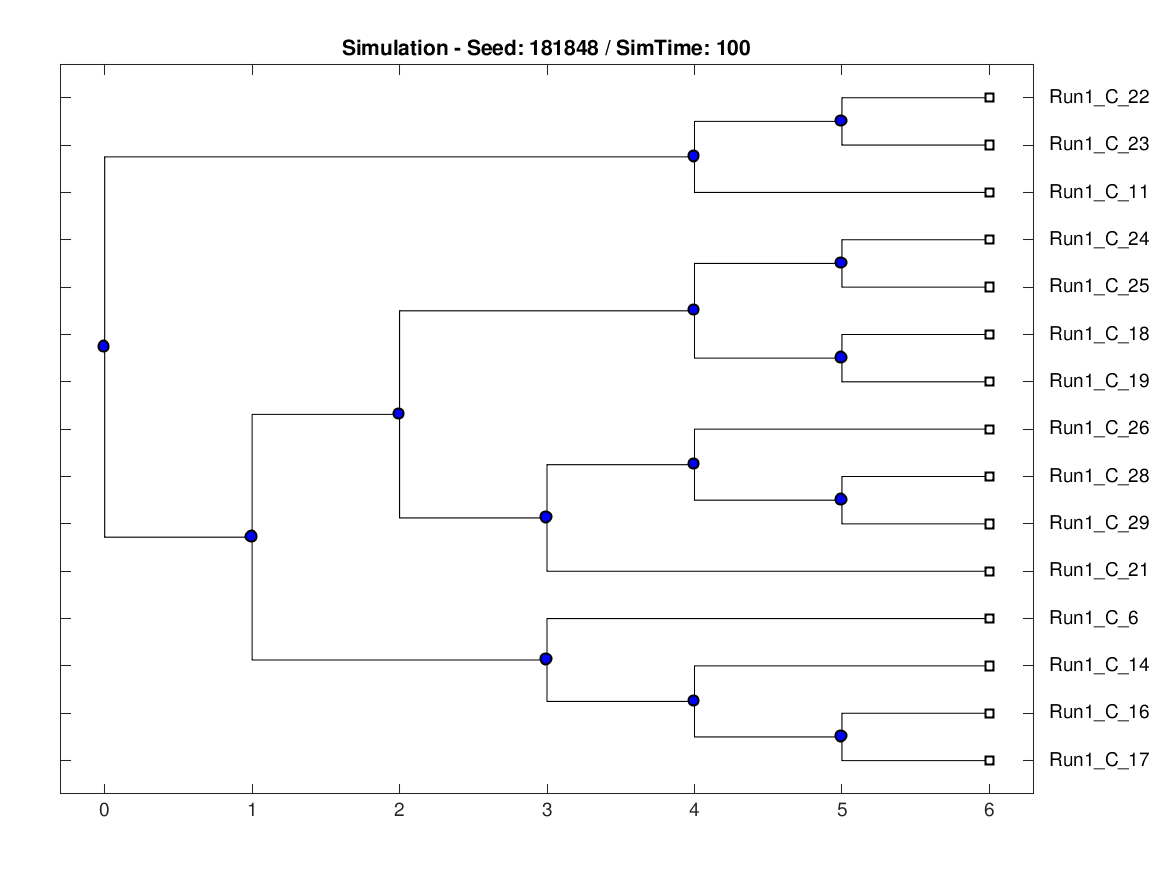 Simulation - Seed: 181848 / SimTime: 100
Run1_C_22
Run1_C_23
Run1_C_11
Run1_C_24
Run1_C_25
Run1_C_18
Run1_C_19
Run1_C_26
Run1_C_28
Run1_C_29
Run1_C_21
Run1_C_6
Run1_C_14
Run1_C_16
Run1_C_17
0 1 2 3 4 5 6